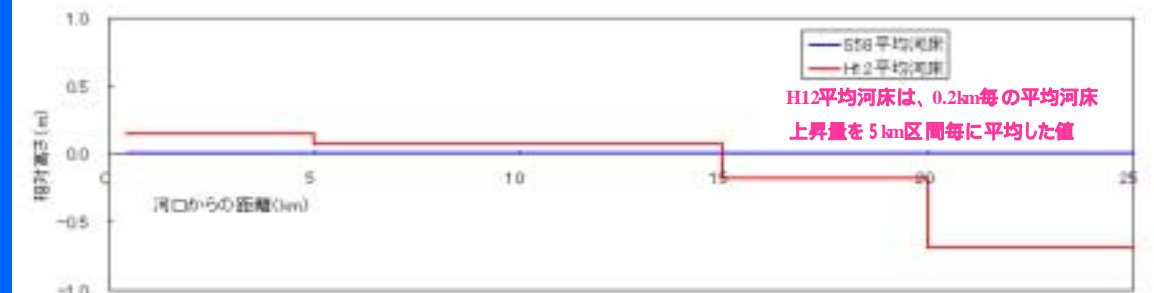 1.0
S58平均河床
H12平均河床
H12平均河床は、0.2km毎の平均河床
上昇量を5km区間毎に平均した値
0.5
相対高さ(m)
0.0
0 5 10 15 20 25
河口からの距離(km)
-0.5
-1.0